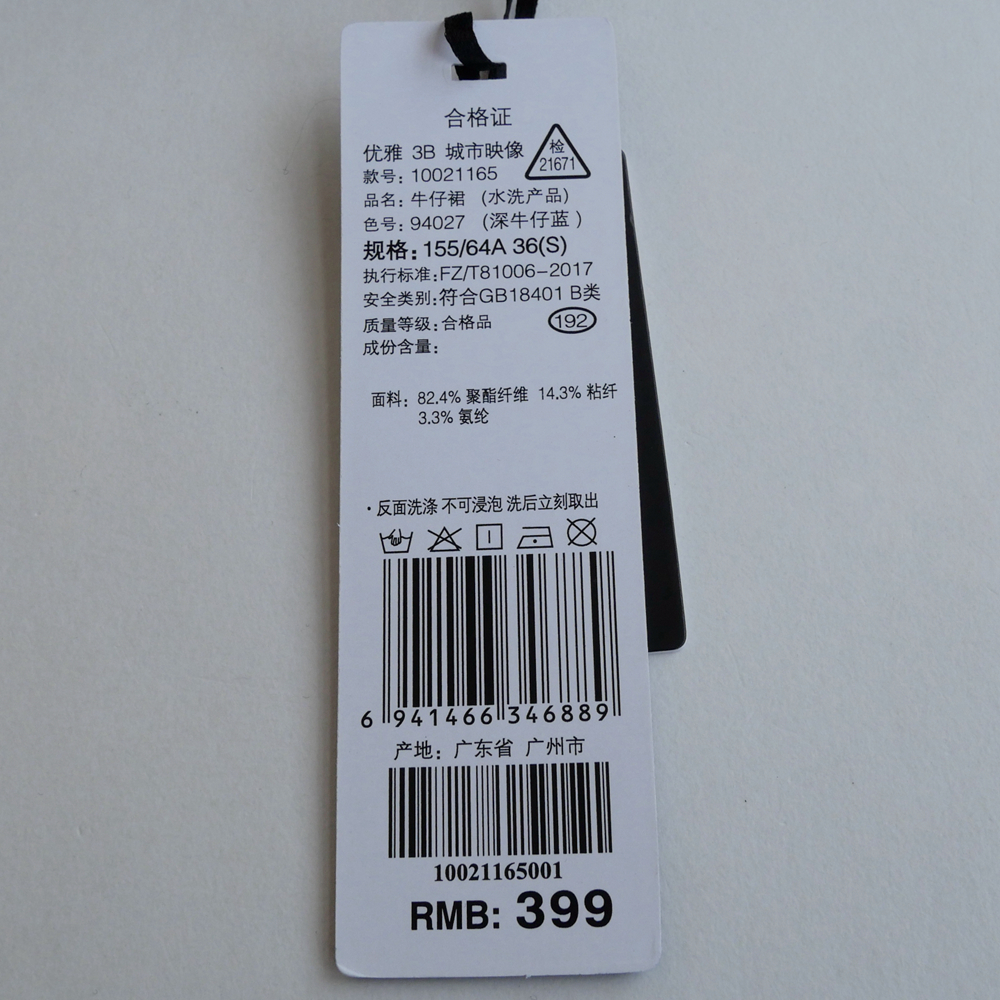 合格证
优雅 3B 城市映像
检
21671
款号: 10021165
品名: 牛仔裙 (水洗产品)
色号: 94027 (深牛仔蓝)
规格: 155/64A 36(S)
执行标准:FZ/T81006-2017
安全类别:符合GB18401 B类
质量等级:合格品 192
成份含量:
面料: 82.4% 聚酯纤维 14.3% 粘纤
3.3% 氨纶
·反面洗涤 不可浸泡 洗后立刻取出
6 941466 346889
产地: 广东省 广州市
10021165001
RMB: 399